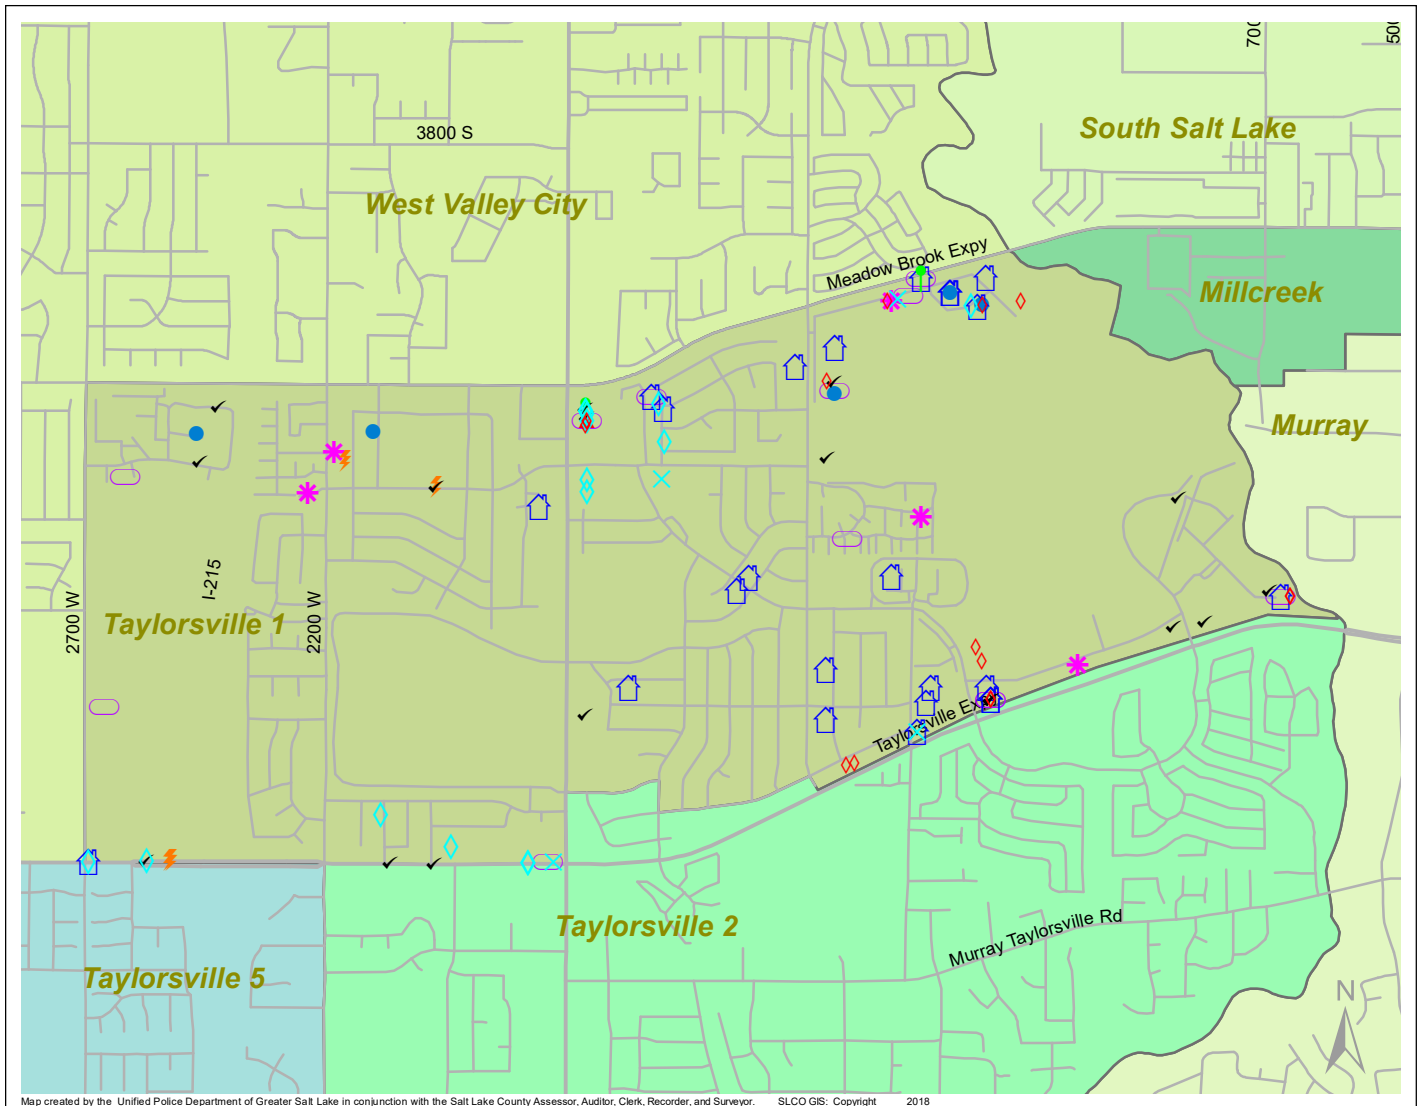 700
500
3800 S
South Salt Lake
West Valley City
Meadow Brook Expy
Millcreek
Murray
I-215
2700 W
2200 W
Taylorsville 1
Taylorsville Exp
Taylorsville 2
Murray Taylorsville Rd
Taylorsville 5
N
Map created by the Unified Police Department of Greater Salt Lake in conjunction with the Salt Lake County Assessor, Auditor, Clerk, Recorder, and Surveyor. SLCO GIS: Copyright 2018